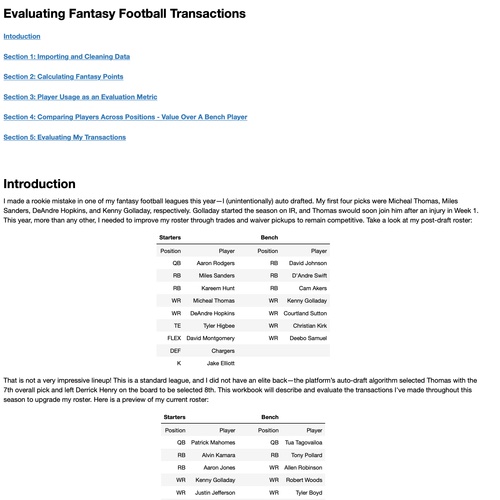 Evaluating Fantasy Football Transactions
Intoduction
Section 1: Importing and Cleaning Data
Section 2: Calculating Fantasy Points
Section 3: Player Usage as an Evaluation Metric
Section 4: Comparing Players Across Positions - Value Over A Bench Player
Section 5: Evaluating My Transactions
Introduction
I made a rookie mistake in one of my fantasy football leagues this year—I (unintentionally) auto drafted. My first four picks were Micheal Thomas, Miles
Sanders, DeAndre Hopkins, and Kenny Golladay, respectively. Golladay started the season on IR, and Thomas swould soon join him after an injury in Week 1.
This year, more than any other, I needed to improve my roster through trades and waiver pickups to remain competitive. Take a look at my post-draft roster:
Starters Bench
Position Player Position Player
QB Aaron Rodgers RB David Johnson
RB Miles Sanders RB D'Andre Swift
RB Kareem Hunt RB Cam Akers
WR Micheal Thomas WR Kenny Golladay
WR DeAndre Hopkins WR Courtland Sutton
TE Tyler Higbee WR Christian Kirk
FLEX David Montgomery WR Deebo Samuel
DEF Chargers
K Jake Elliott
That is not a very impressive lineup! This is a standard league, and I did not have an elite back—the platform's auto-draft algorithm selected Thomas with the
7th overall pick and left Derrick Henry on the board to be selected 8th. This workbook will describe and evaluate the transactions I've made throughout this
season to upgrade my roster. Here is a preview of my current roster:
Starters Bench
Position Player Position Player
QB Patrick Mahomes QB Tua Tagovailoa
RB Alvin Kamara RB Tony Pollard
RB Aaron Jones WR Allen Robinson
WR Kenny Golladay WR Robert Woods
WR Justin Jefferson WR Tyler Boyd